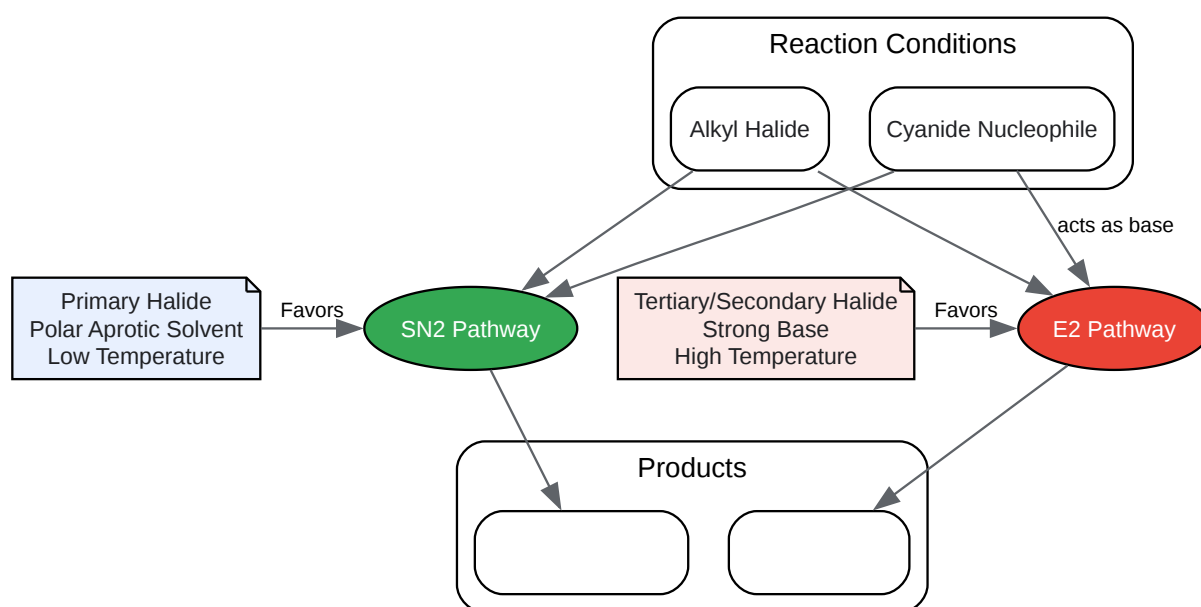 Reaction Conditions
Alkyl Halide
Cyanide Nucleophile
acts as base
Primary Halide
Polar Aprotic Solvent
Low Temperature
Favors
SN2 Pathway
Tertiary/Secondary Halide
Strong Base
High Temperature
Favors
E2 Pathway
Products